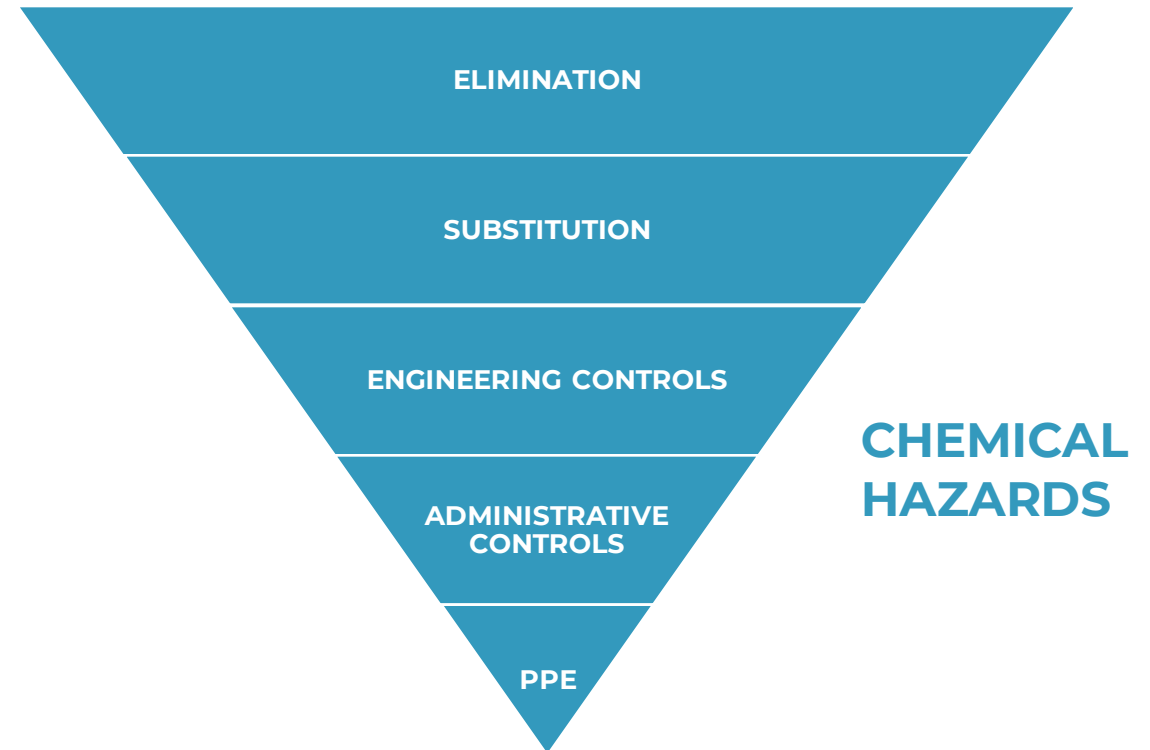 ELIMINATION
SUBSTITUTION
ENGINEERING CONTROLS
ADMINISTRATIVE
CONTROLS
PPE
CHEMICAL
HAZARDS